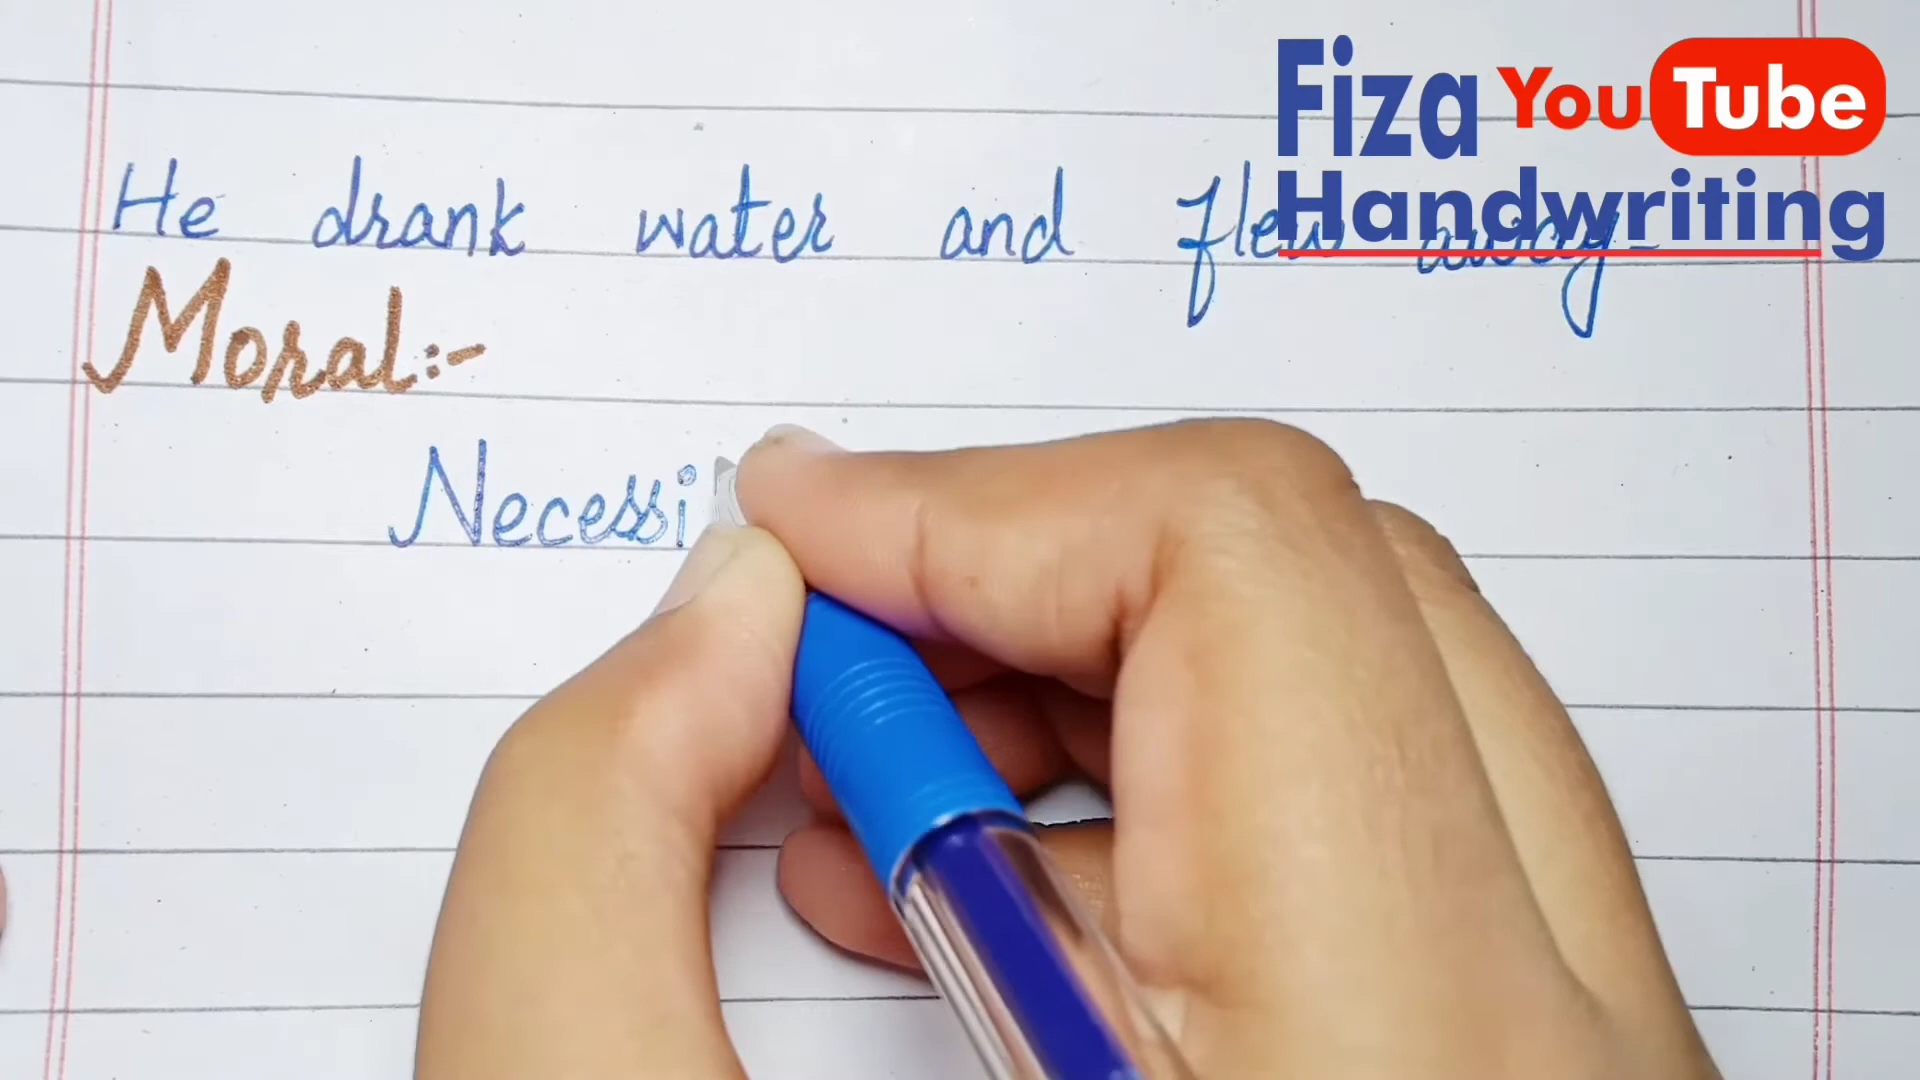 Fiza YouTube
Handwriting
He drank water and flew away-
Moral:-
Necessi